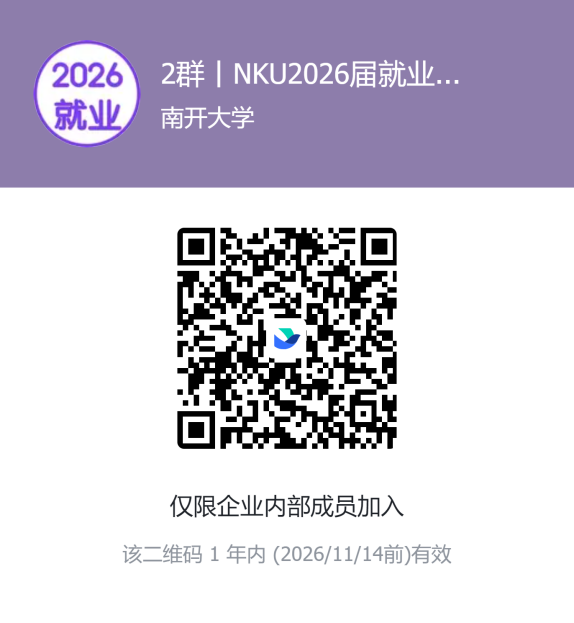 2026
就业
2群丨NKU2026届就业...
南开大学
仅限企业内部成员加入
该二维码 1 年内 (2026/11/14前)有效